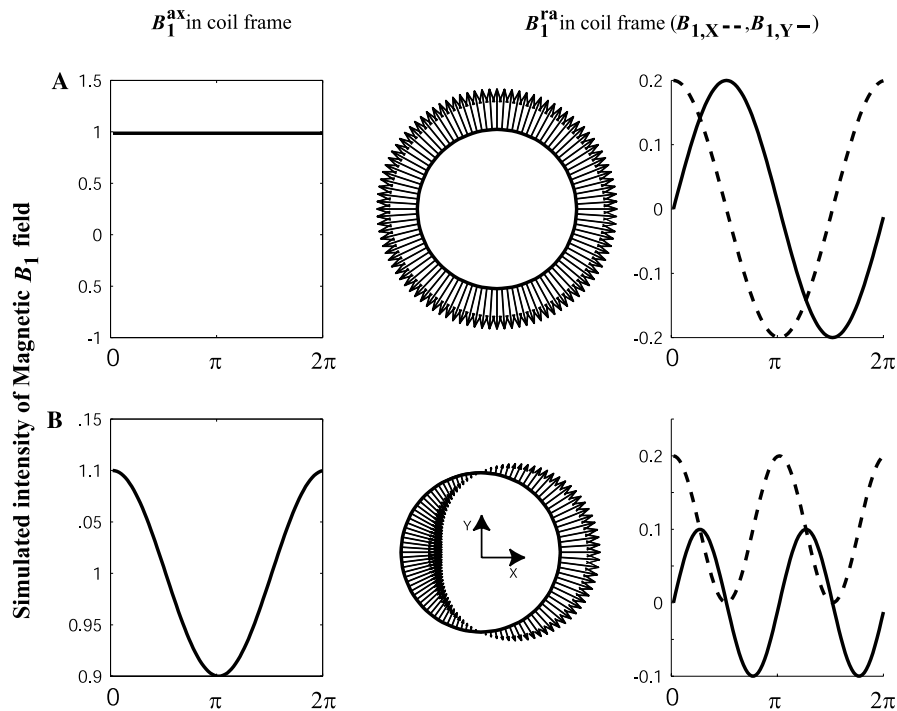 B₁ᵃˣ in coil frame
B₁ʳᵃ in coil frame (B₁,X - -, B₁,Y –)
Simulated intensity of Magnetic B₁ field
A
1.5
1
0.5
0
0.5
-1
0 π 2π
0.2
0.1
0
-0.1
-0.2
0 π 2π
B
.15
1.1
.05
1
0.95
0.9
0 π 2π
Y
X
0.2
0.1
0
-0.1
0 π 2π